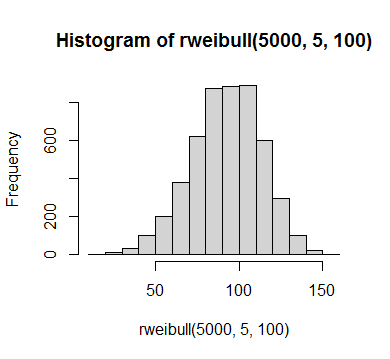 Histogram of rweibull(5000, 5, 100)
Frequency
600
200
0
50 100 150
rweibull(5000, 5, 100)